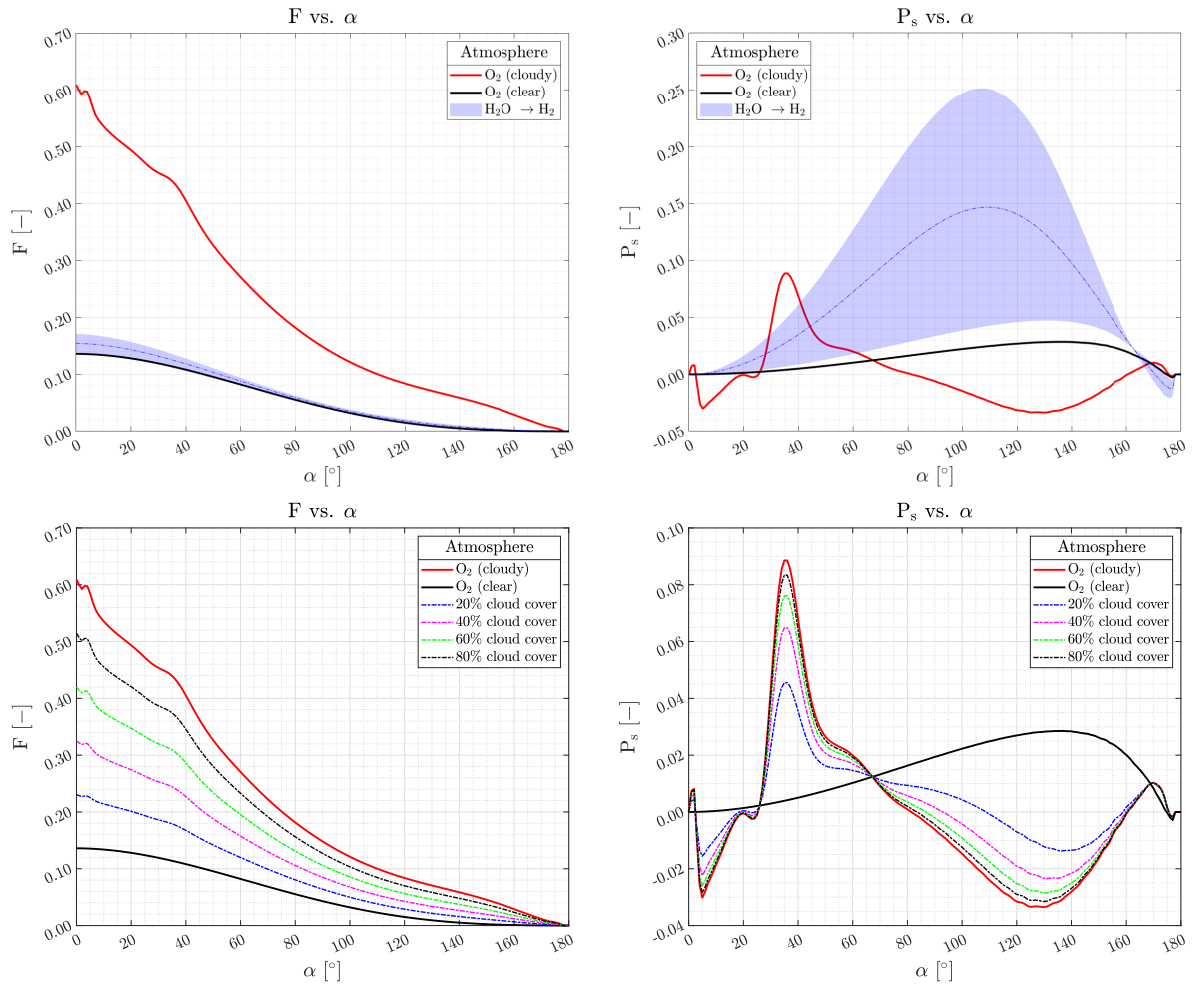 F vs. α
0.70
0.60
0.50
0.40
0.30
0.20
0.10
0.00
F [−]
0 20 40 60 80 100 120 140 160 180
α [°]
Atmosphere
O₂ (cloudy)
O₂ (clear)
H₂O → H₂
Pₛ vs. α
0.30
0.25
0.20
0.15
0.10
0.05
0.00
-0.05
Pₛ [−]
0 20 40 60 80 100 120 140 160 180
α [°]
Atmosphere
O₂ (cloudy)
O₂ (clear)
H₂O → H₂
F vs. α
0.70
0.60
0.50
0.40
0.30
0.20
0.10
0.00
F [−]
0 20 40 60 80 100 120 140 160 180
α [°]
Atmosphere
O₂ (cloudy)
O₂ (clear)
20% cloud cover
40% cloud cover
60% cloud cover
80% cloud cover
Pₛ vs. α
0.10
0.08
0.06
0.04
0.02
0.00
-0.02
-0.04
Pₛ [−]
0 20 40 60 80 100 120 140 160 180
α [°]
Atmosphere
O₂ (cloudy)
O₂ (clear)
20% cloud cover
40% cloud cover
60% cloud cover
80% cloud cover